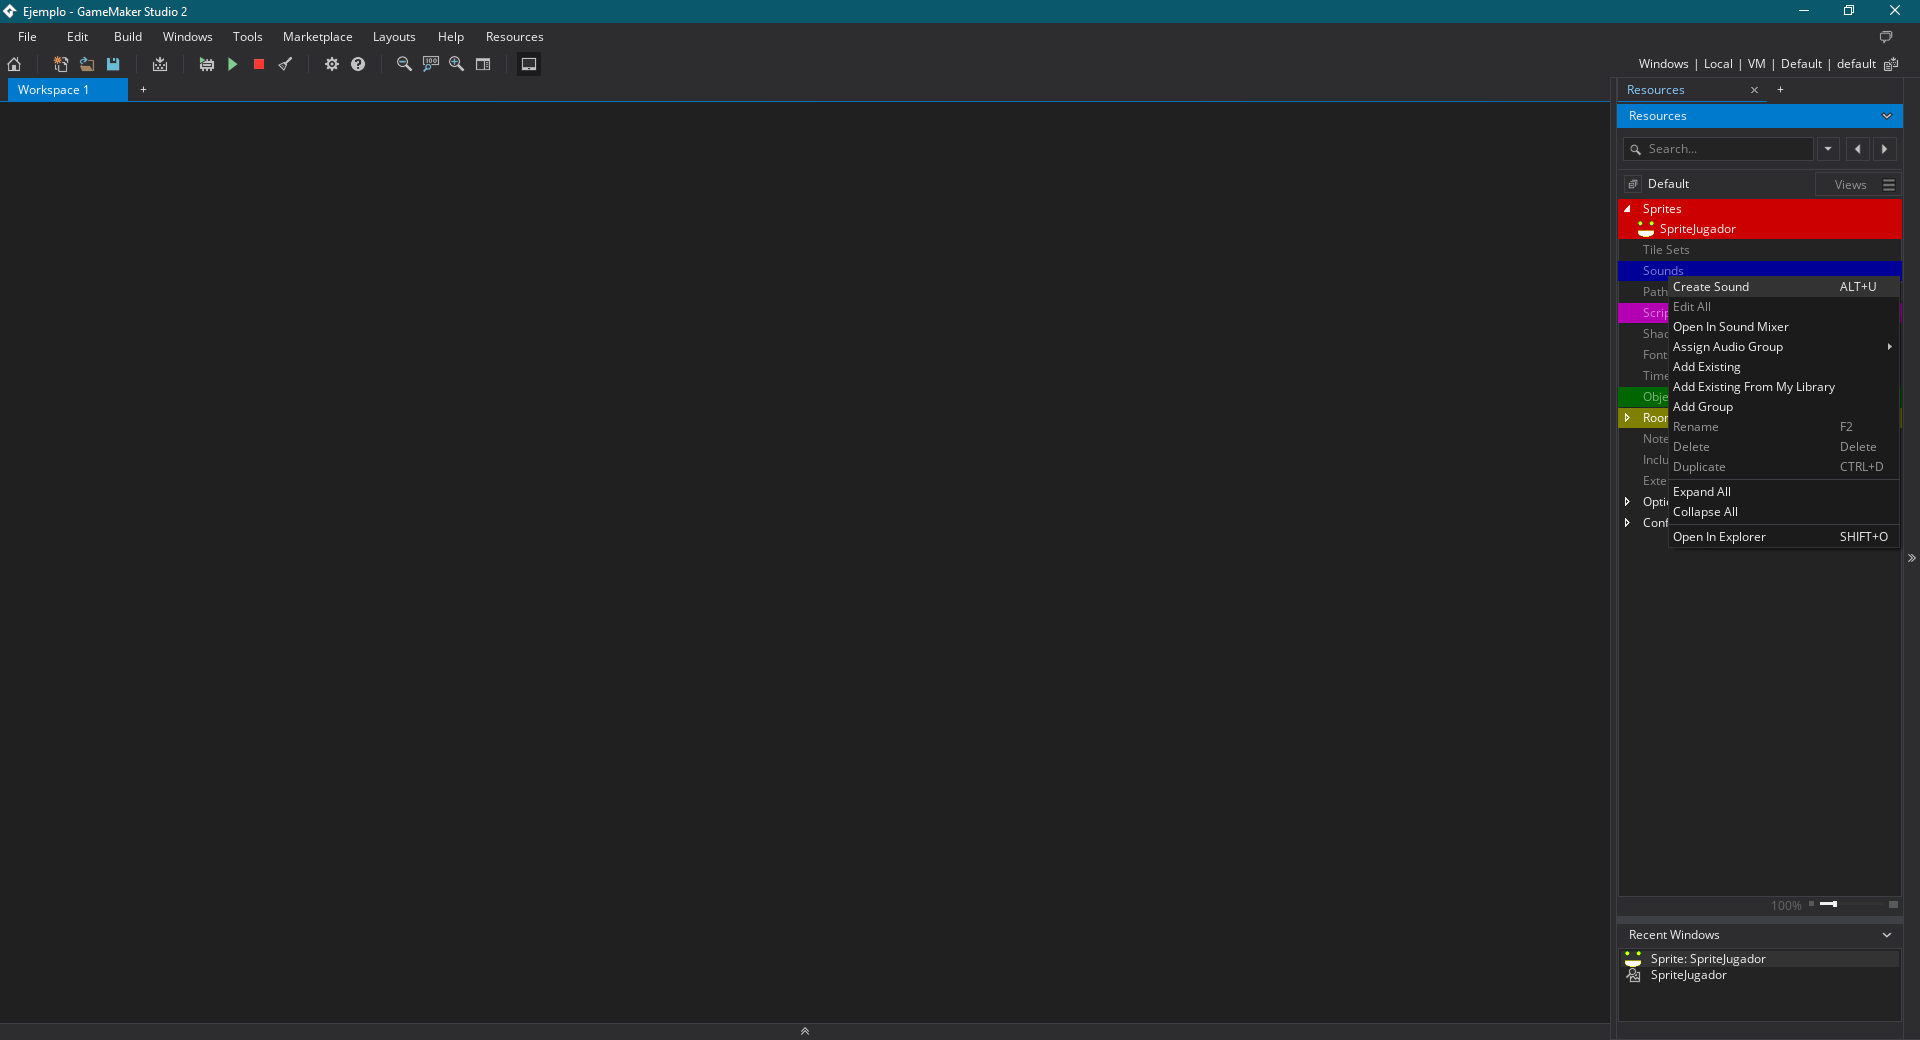 Ejemplo - GameMaker Studio 2
File Edit Build Windows Tools Marketplace Layouts Help Resources
Windows | Local | VM | Default | default
Workspace 1 +
Resources × +
Resources
Search...
Default Views
Sprites
SpriteJugador
Tile Sets
Sounds
Create Sound ALT+U
Path
Edit All
Scrip
Open In Sound Mixer
Shad
Assign Audio Group
Font
Add Existing
Time
Add Existing From My Library
Obje
Add Group
Roor
Rename F2
Note
Delete Delete
Inclu
Duplicate CTRL+D
Exte
Expand All
Optic
Collapse All
Conf
Open In Explorer SHIFT+O
100%
Recent Windows
Sprite: SpriteJugador
SpriteJugador